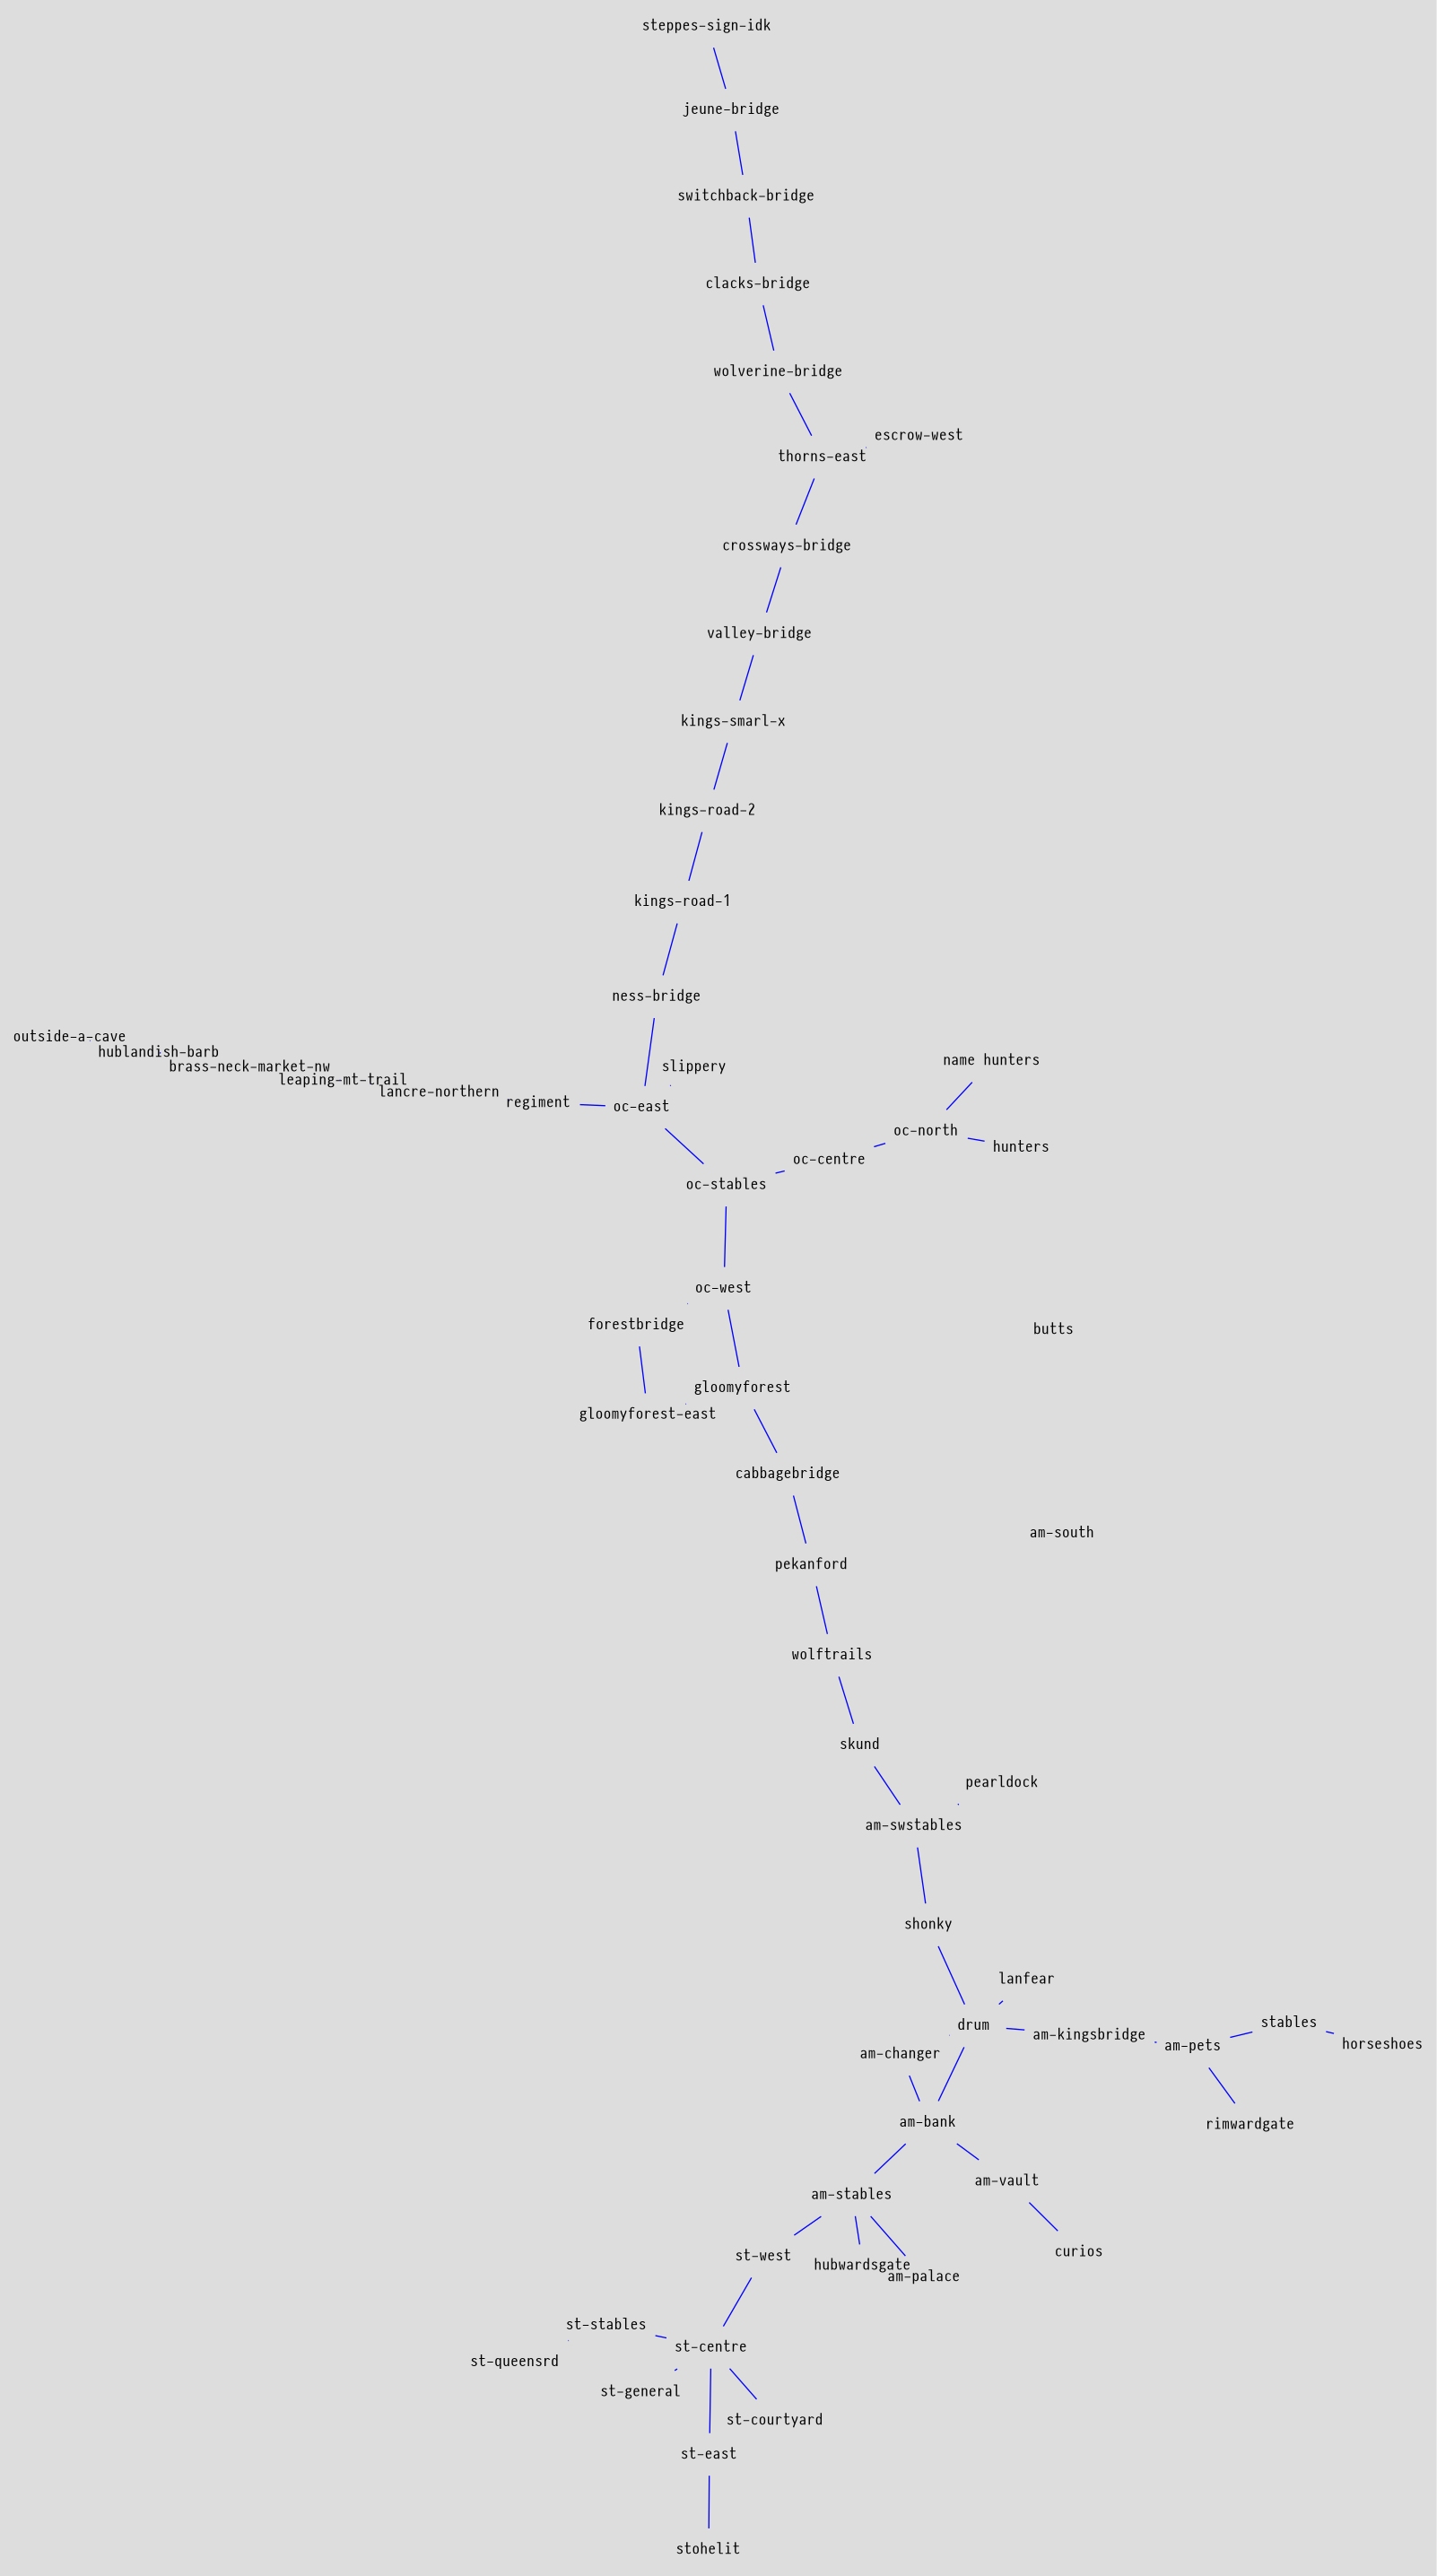 steppes-sign-idk
jeune-bridge
switchback-bridge
clacks-bridge
wolverine-bridge
escrow-west
thorns-east
crossways-bridge
valley-bridge
kings-smarl-x
kings-road-2
kings-road-1
ness-bridge
outside-a-cave
hublandish-barb
name hunters
brass-neck-market-nw
slippery
leaping-mt-trail
lancre-northern
regiment
oc-east
oc-north
hunters
oc-centre
oc-stables
oc-west
forestbridge
butts
gloomyforest
gloomyforest-east
cabbagebridge
am-south
pekanford
wolftrails
skund
pearldock
am-swstables
shonky
lanfear
stables
drum
am-kingsbridge
horseshoes
am-pets
am-changer
am-bank
rimwardgate
am-vault
am-stables
curios
st-west
hubwardsgate
am-palace
st-stables
st-centre
st-queensrd
st-general
st-courtyard
st-east
stohelit